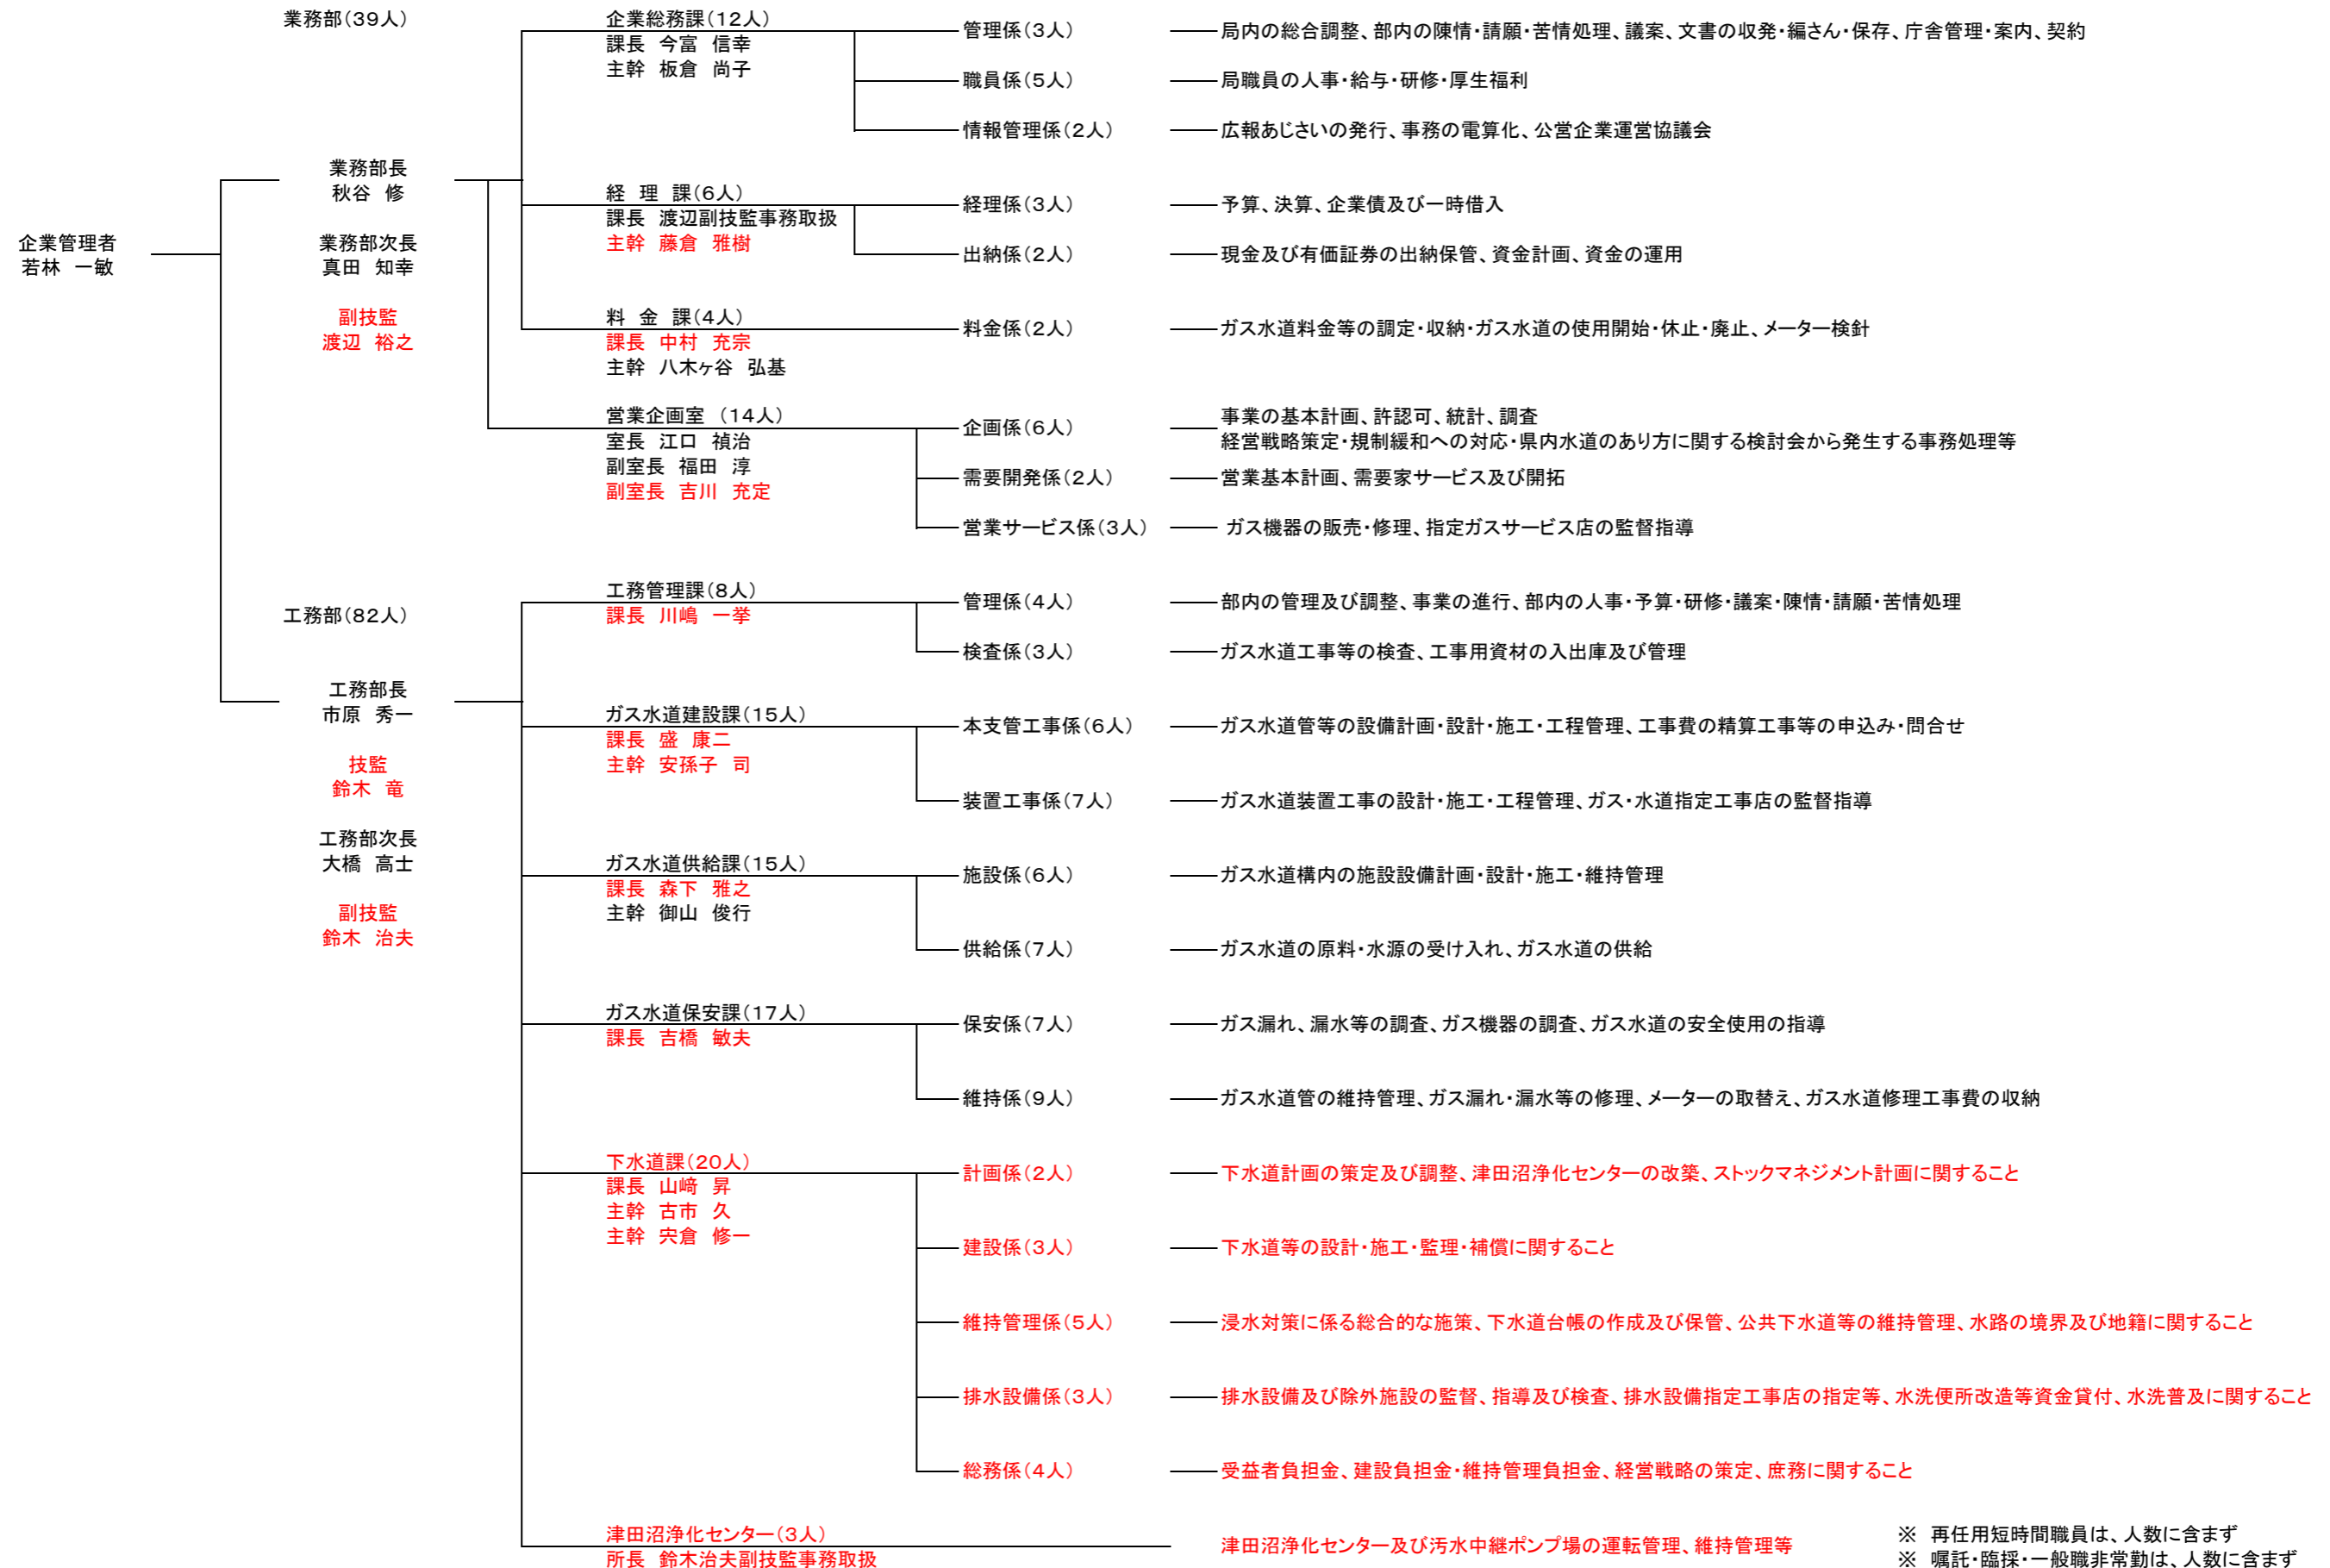 企業管理者
若林 一敏
業務部(39人)
業務部長
秋谷 修
業務部次長
真田 知幸
副技監
渡辺 裕之
企業総務課(12人)
課長 今富 信幸
主幹 板倉 尚子
管理係(3人)
局内の総合調整、部内の陳情・請願・苦情処理、議案、文書の収発・編さん・保存、庁舎管理・案内、契約
職員係(5人)
局職員の人事・給与・研修・厚生福利
情報管理係(2人)
広報あじさいの発行、事務の電算化、公営企業運営協議会
経 理 課(6人)
課長 渡辺副技監事務取扱
主幹 藤倉 雅樹
経理係(3人)
予算、決算、企業債及び一時借入
出納係(2人)
現金及び有価証券の出納保管、資金計画、資金の運用
料 金 課(4人)
課長 中村 充宗
主幹 八木ヶ谷 弘基
料金係(2人)
ガス水道料金等の調定・収納・ガス水道の使用開始・休止・廃止、メーター検針
営業企画室 (14人)
室長 江口 禎治
副室長 福田 淳
副室長 吉川 充定
企画係(6人)
事業の基本計画、許認可、統計、調査
経営戦略策定・規制緩和への対応・県内水道のあり方に関する検討会から発生する事務処理等
需要開発係(2人)
営業基本計画、需要家サービス及び開拓
営業サービス係(3人)
ガス機器の販売・修理、指定ガスサービス店の監督指導
工務部(82人)
工務部長
市原 秀一
技監
鈴木 竜
工務部次長
大橋 高士
副技監
鈴木 治夫
工務管理課(8人)
課長 川嶋 一挙
管理係(4人)
部内の管理及び調整、事業の進行、部内の人事・予算・研修・議案・陳情・請願・苦情処理
検査係(3人)
ガス水道工事等の検査、工事用資材の入出庫及び管理
ガス水道建設課(15人)
課長 盛 康二
主幹 安孫子 司
本支管工事係(6人)
ガス水道管等の設備計画・設計・施工・工程管理、工事費の精算工事等の申込み・問合せ
装置工事係(7人)
ガス水道装置工事の設計・施工・工程管理、ガス・水道指定工事店の監督指導
ガス水道供給課(15人)
課長 森下 雅之
主幹 御山 俊行
施設係(6人)
ガス水道構内の施設設備計画・設計・施工・維持管理
供給係(7人)
ガス水道の原料・水源の受け入れ、ガス水道の供給
ガス水道保安課(17人)
課長 吉橋 敏夫
保安係(7人)
ガス漏れ、漏水等の調査、ガス機器の調査、ガス水道の安全使用の指導
維持係(9人)
ガス水道管の維持管理、ガス漏れ・漏水等の修理、メーターの取替え、ガス水道修理工事費の収納
下水道課(20人)
課長 山﨑 昇
主幹 古市 久
主幹 宍倉 修一
計画係(2人)
下水道計画の策定及び調整、津田沼浄化センターの改築、ストックマネジメント計画に関すること
建設係(3人)
下水道等の設計・施工・監理・補償に関すること
維持管理係(5人)
浸水対策に係る総合的な施策、下水道台帳の作成及び保管、公共下水道等の維持管理、水路の境界及び地籍に関すること
排水設備係(3人)
排水設備及び除外施設の監督、指導及び検査、排水設備指定工事店の指定等、水洗便所改造等資金貸付、水洗普及に関すること
総務係(4人)
受益者負担金、建設負担金・維持管理負担金、経営戦略の策定、庶務に関すること
津田沼浄化センター(3人)
所長 鈴木治夫副技監事務取扱
津田沼浄化センター及び汚水中継ポンプ場の運転管理、維持管理等
※ 再任用短時間職員は、人数に含まず
※ 嘱託・臨採・一般職非常勤は、人数に含まず